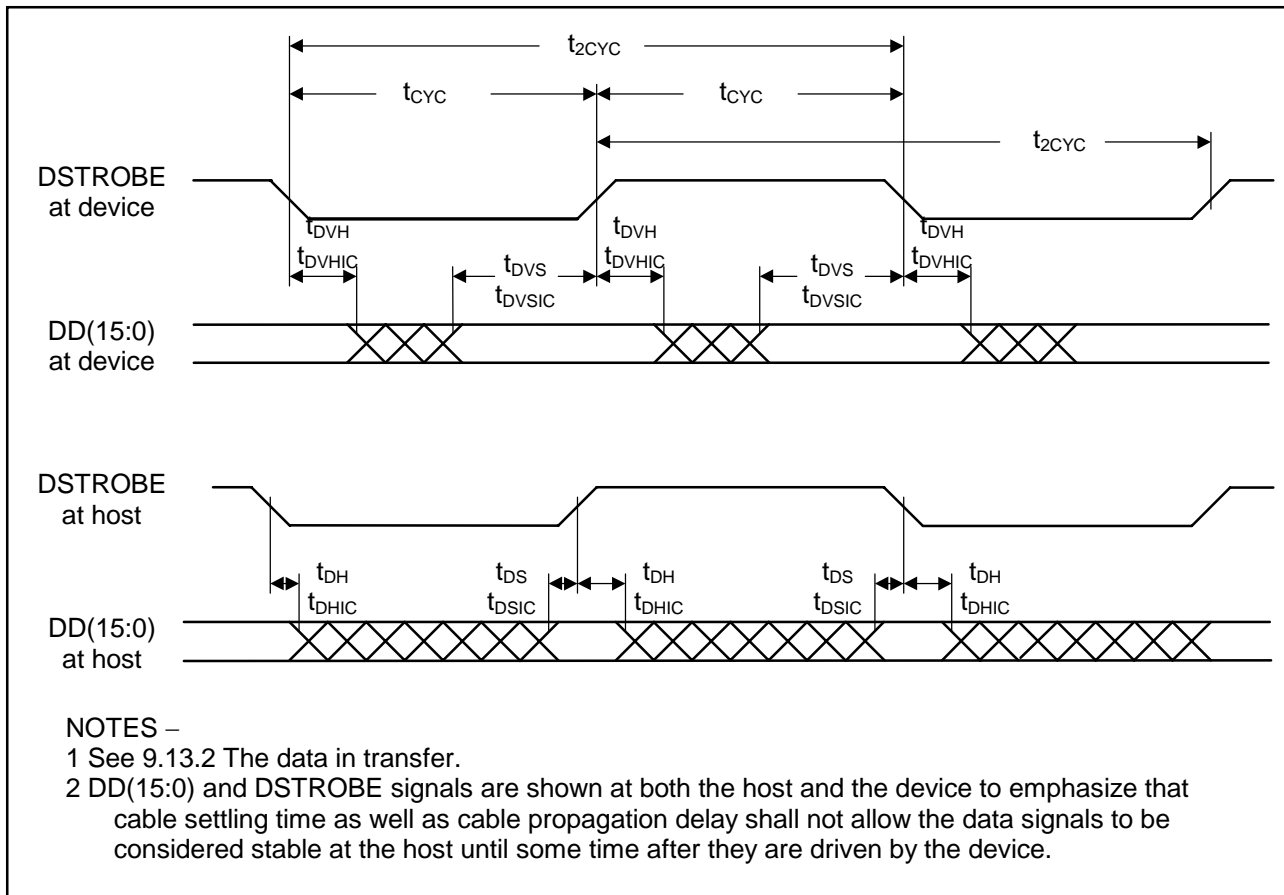 t2CYC
tCYC tCYC
t2CYC
DSTROBE
at device
tDVH tDVH tDVH
tDVHIC tDVS tDVHIC tDVS tDVHIC
tDVSIC tDVSIC
DD(15:0)
at device
DSTROBE
at host
tDH tDS tDH tDS tDH
tDHIC tDSIC tDHIC tDSIC tDHIC
DD(15:0)
at host
NOTES –
1 See 9.13.2 The data in transfer.
2 DD(15:0) and DSTROBE signals are shown at both the host and the device to emphasize that
cable settling time as well as cable propagation delay shall not allow the data signals to be
considered stable at the host until some time after they are driven by the device.